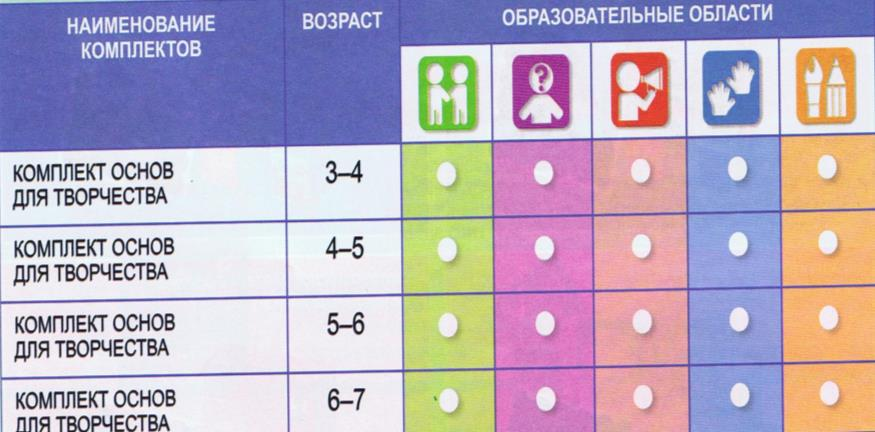 НАИМЕНОВАНИЕ
КОМПЛЕКТОВ
ВОЗРАСТ
ОБРАЗОВАТЕЛЬНЫЕ ОБЛАСТИ
?
КОМПЛЕКТ ОСНОВ
ДЛЯ ТВОРЧЕСТВА
3–4
КОМПЛЕКТ ОСНОВ
ДЛЯ ТВОРЧЕСТВА
4–5
КОМПЛЕКТ ОСНОВ
ДЛЯ ТВОРЧЕСТВА
5–6
КОМПЛЕКТ ОСНОВ
ДЛЯ ТВОРЧЕСТВА
6–7